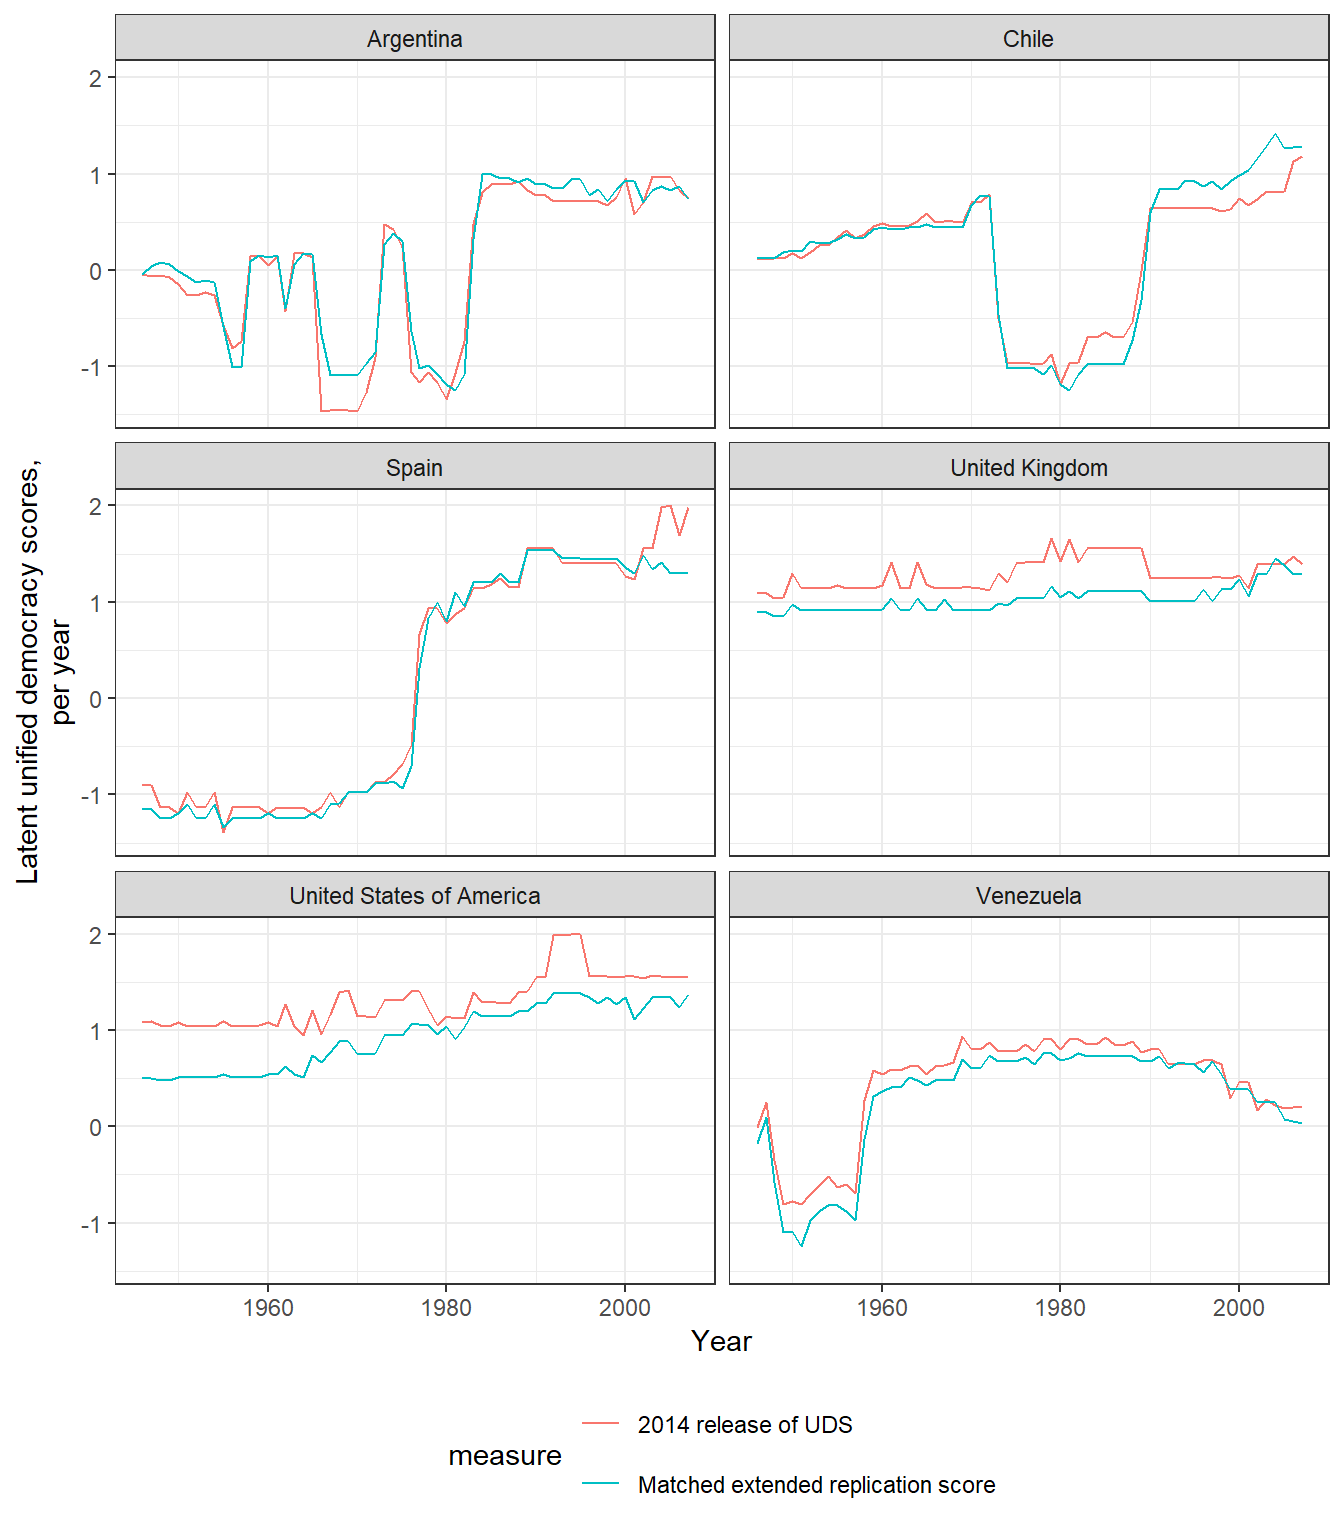 Argentina
Chile
2
1
0
-1
Spain
United Kingdom
2
1
0
-1
United States of America
Venezuela
2
1
0
-1
1960
1980
2000
1960
1980
2000
Latent unified democracy scores,
per year
Year
measure
2014 release of UDS
Matched extended replication score